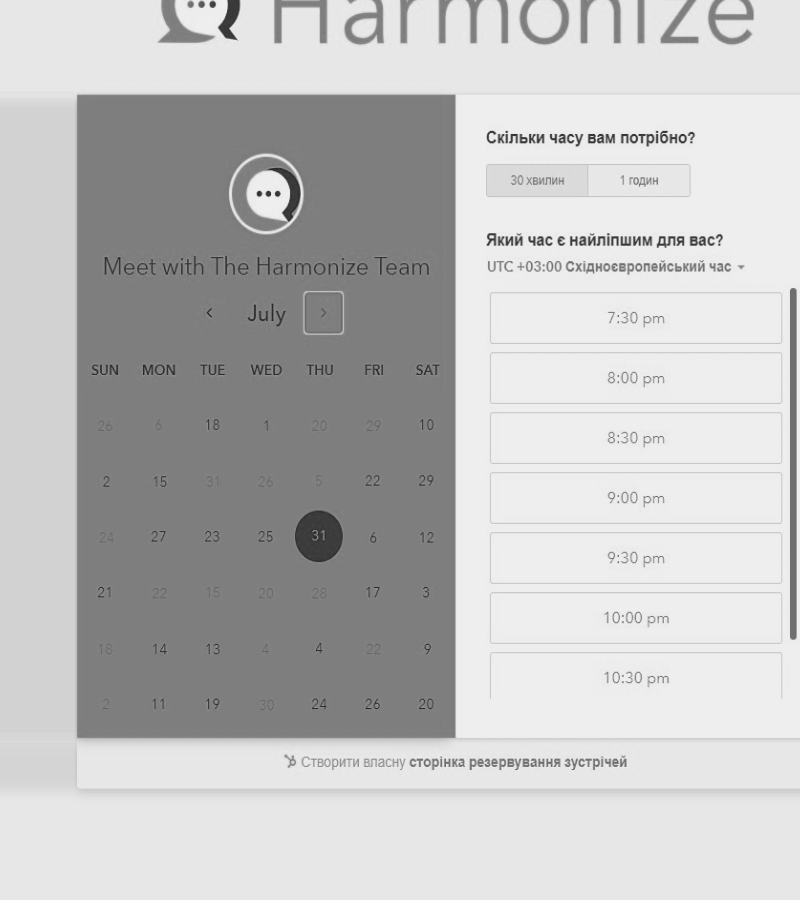 Harmonize
Meet with The Harmonize Team
July
SUN MON TUE WED THU FRI SAT
26 6 18 1 20 29 10
2 15 31 26 5 22 29
24 27 23 25 31 6 12
21 22 15 20 28 17 3
18 14 13 4 4 22 9
2 11 19 30 24 26 20
Скільки часу вам потрібно?
30 хвилин 1 годин
Який час є найліпшим для вас?
UTC +03:00 Східноєвропейський час
7:30 pm
8:00 pm
8:30 pm
9:00 pm
9:30 pm
10:00 pm
10:30 pm
Створити власну сторінка резервування зустрічей